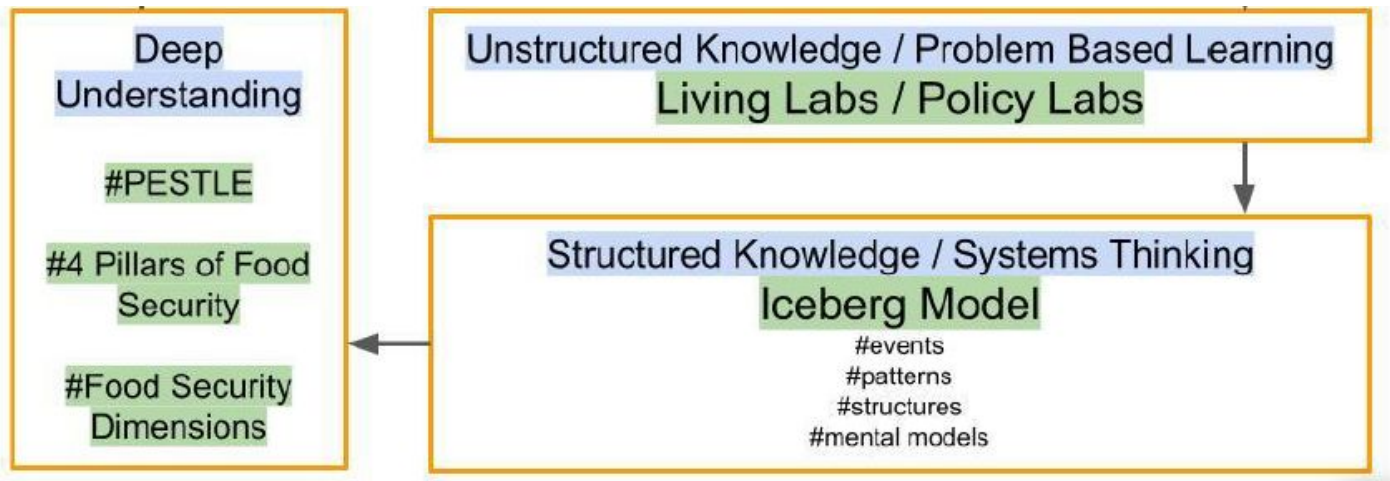 Deep
Understanding
#PESTLE
#4 Pillars of Food
Security
#Food Security
Dimensions
Unstructured Knowledge / Problem Based Learning
Living Labs / Policy Labs
Structured Knowledge / Systems Thinking
Iceberg Model
#events
#patterns
#structures
#mental models